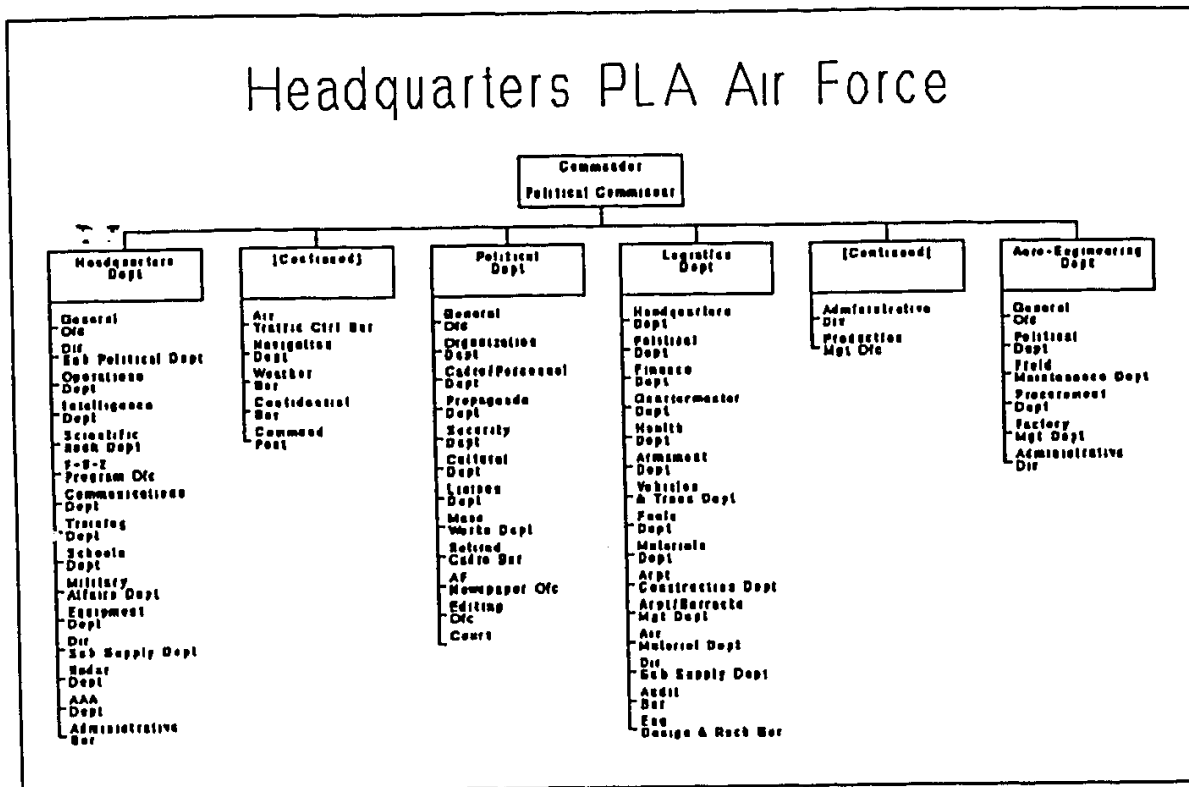 Headquarters PLA Air Force
Commander
Political Commissar
Headquarters
Dept
General
Ofc
Dir
Sub Political Dept
Operations
Dept
Intelligence
Dept
Scientific
Rsch Dept
Program Ofc
Communications
Dept
Training
Dept
Schools
Dept
Military
Affairs Dept
Equipment
Dept
Dir
Sub Supply Dept
Radar
Dept
AAA
Dept
Administrative
Bur
[Continued]
Air
Traffic Ctrl Bur
Navigation
Dept
Weather
Bur
Confidential
Bur
Command
Post
Political
Dept
General
Ofc
Organization
Dept
Cadre/Personnel
Dept
Propaganda
Dept
Security
Dept
Cultural
Dept
Liaison
Dept
Mass
Works Dept
Retired
Cadre Bur
AF
Newspaper Ofc
Editing
Ofc
Court
Logistics
Dept
Headquarters
Dept
Political
Dept
Finance
Dept
Quartermaster
Dept
Health
Dept
Armament
Dept
Vehicles
& Trans Dept
Fuels
Dept
Materials
Dept
Arpt
Construction Dept
Arpt/Barracks
Mgt Dept
Air
Material Dept
Dir
Sub Supply Dept
Audit
Bur
Eng
Design & Rsch Bur
[Continued]
Administrative
Div
Production
Mgt Ofc
Aero-Engineering
Dept
General
Ofc
Political
Dept
Field
Maintenance Dept
Procurement
Dept
Factory
Mgt Dept
Administrative
Div